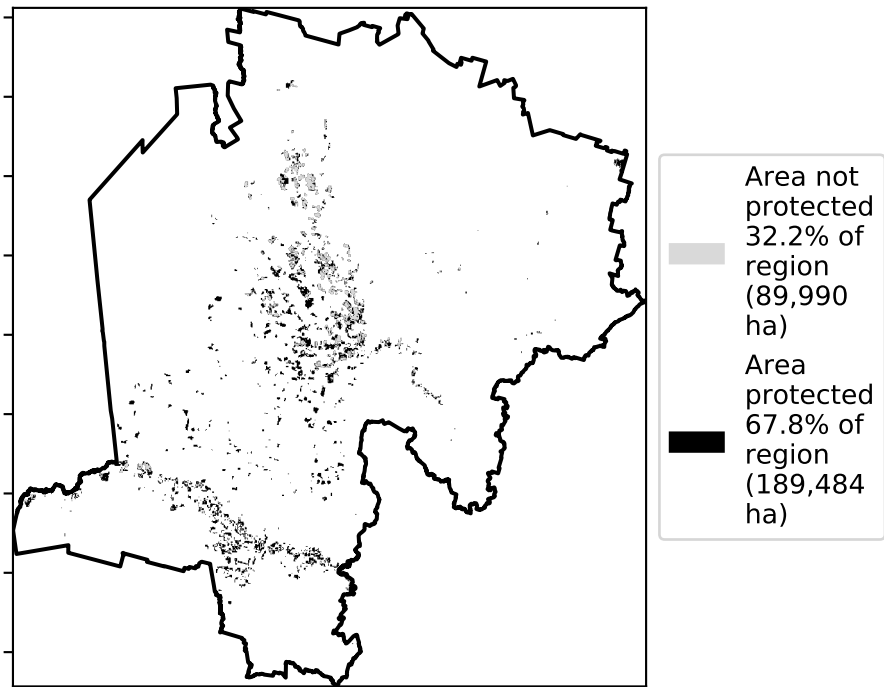 Area not
protected
32.2% of
region
(89,990
ha)
Area
protected
67.8% of
region
(189,484
ha)